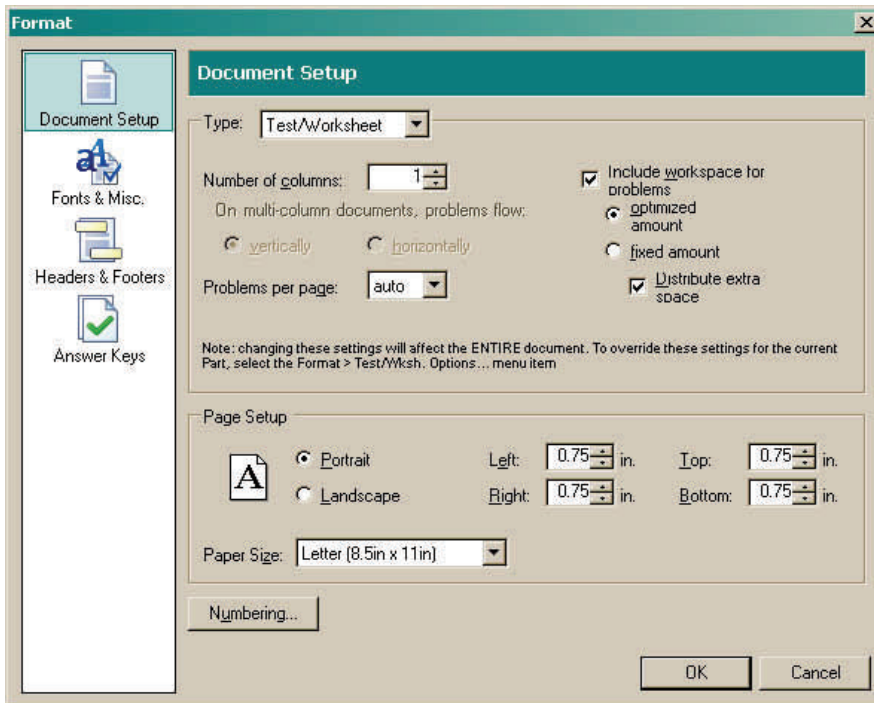 Format
Document Setup
Fonts & Misc.
Headers & Footers
Answer Keys
Document Setup
Type: Test/Worksheet
Number of columns: 1
On multi-column documents, problems flow:
vertically horizontally
Problems per page: auto
Include workspace for
problems
optimized
amount
fixed amount
Distribute extra
space
Note: changing these settings will affect the ENTIRE document. To override these settings for the current
Part, select the Format > Test/Wksh. Options... menu item
Page Setup
A
Portrait
Landscape
Left: 0.75 in. Top: 0.75 in.
Right: 0.75 in. Bottom: 0.75 in.
Paper Size: Letter (8.5in x 11in)
Numbering...
OK Cancel